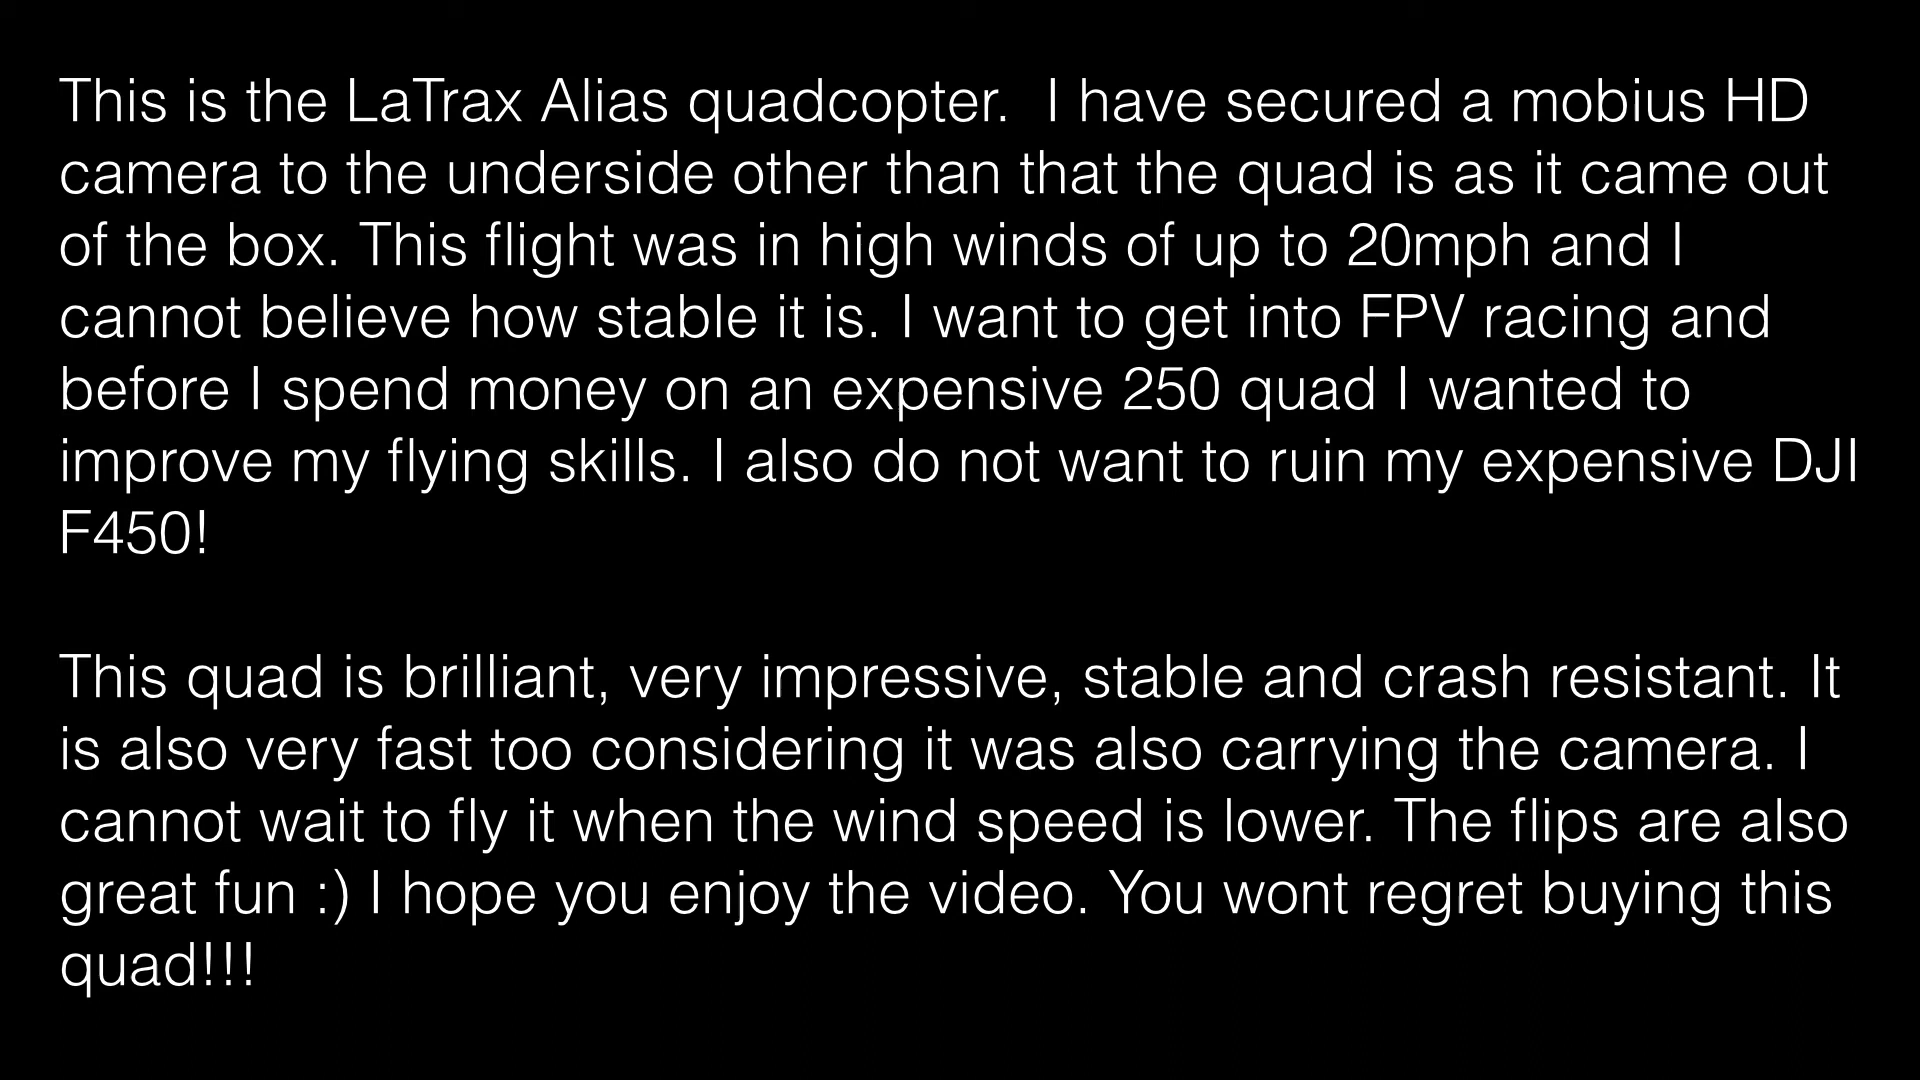 This is the LaTrax Alias quadcopter.  I have secured a mobius HD
camera to the underside other than that the quad is as it came out
of the box. This flight was in high winds of up to 20mph and I
cannot believe how stable it is. I want to get into FPV racing and
before I spend money on an expensive 250 quad I wanted to
improve my flying skills. I also do not want to ruin my expensive DJI
F450!
This quad is brilliant, very impressive, stable and crash resistant. It
is also very fast too considering it was also carrying the camera. I
cannot wait to fly it when the wind speed is lower. The flips are also
great fun :) I hope you enjoy the video. You wont regret buying this
quad!!!